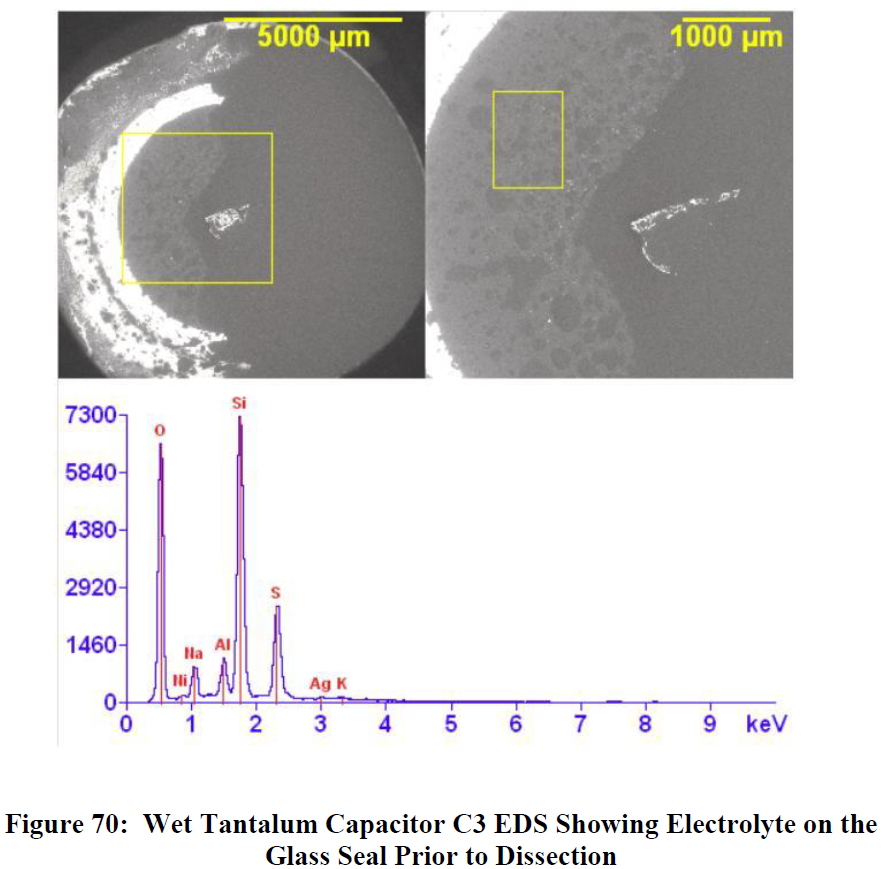 5000 µm
1000 µm
7300
5840
4380
2920
1460
0
O
Ni
Na
Al
Si
S
Ag K
0 1 2 3 4 5 6 7 8 9 keV
Figure 70: Wet Tantalum Capacitor C3 EDS Showing Electrolyte on the
Glass Seal Prior to Dissection